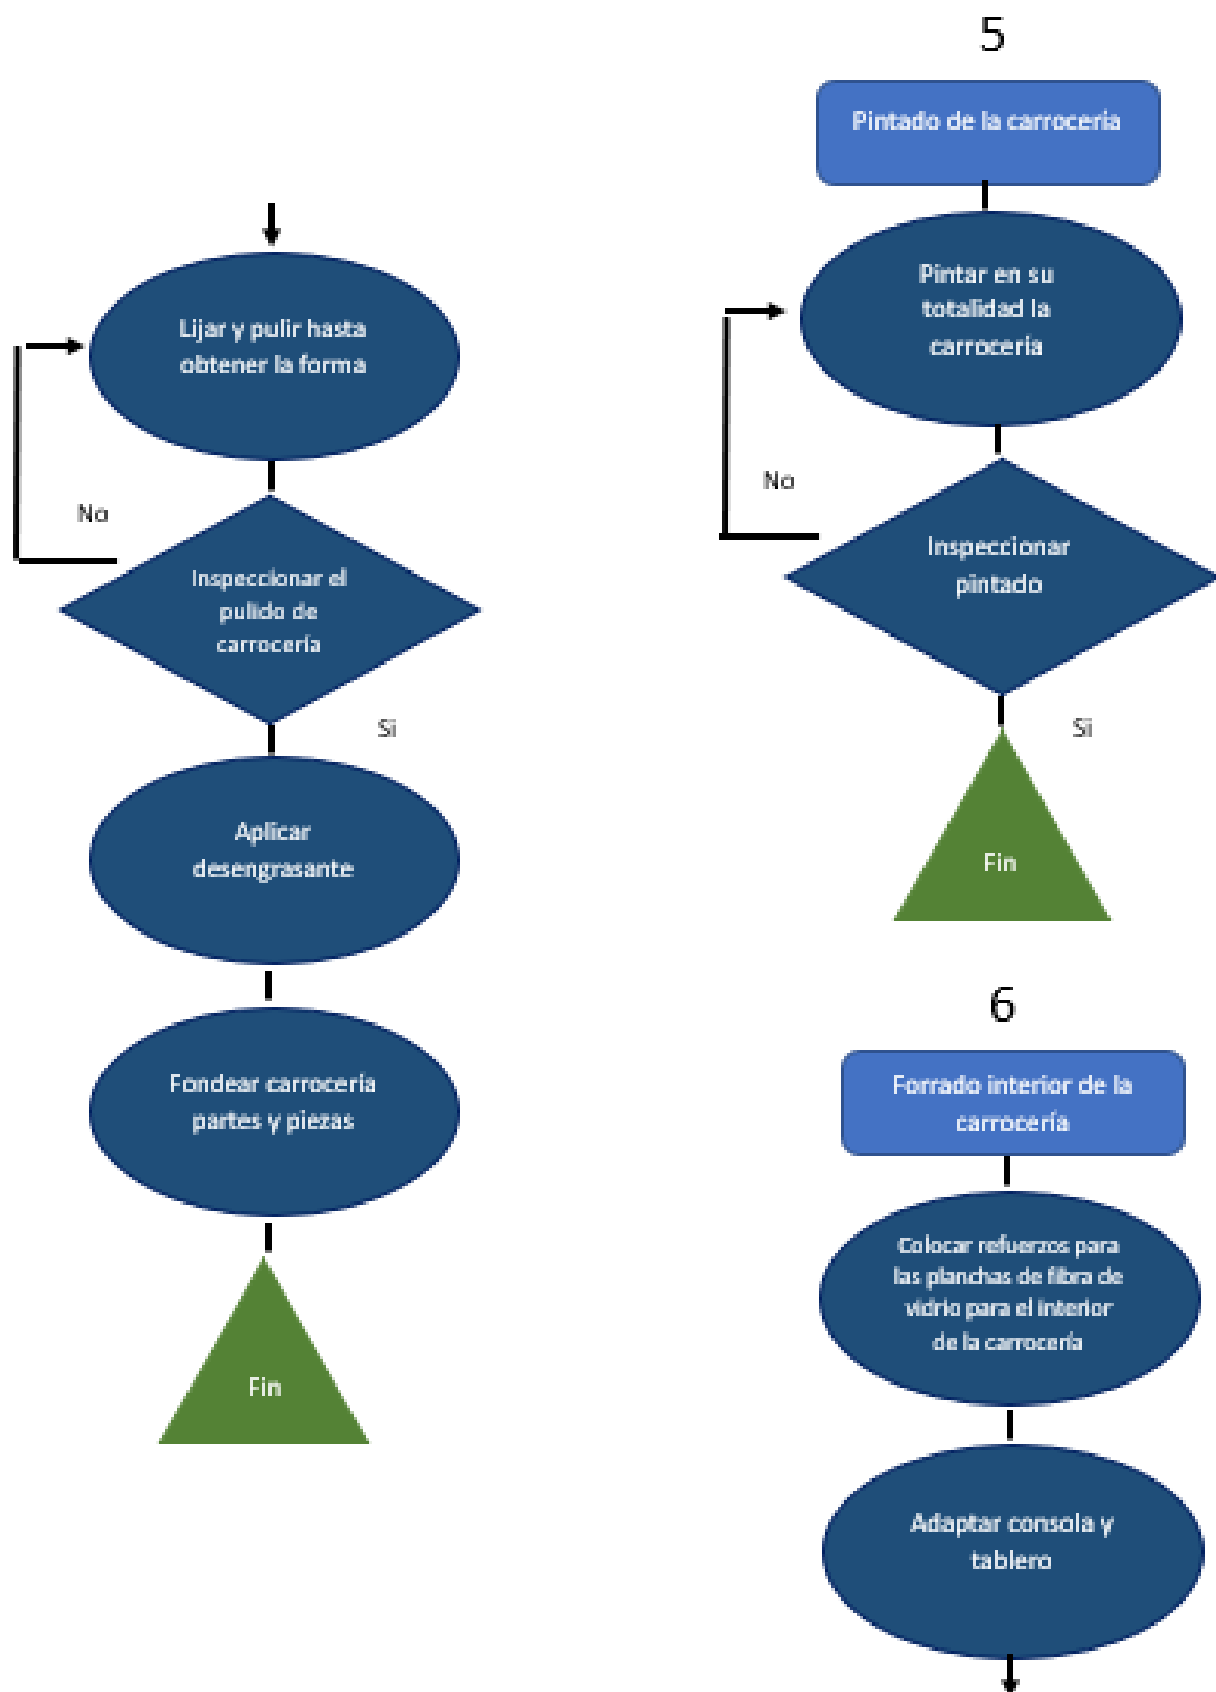 Lijar y pulir hasta
obtener la forma
No
Inspeccionar el
pulido de
carrocería
Si
Aplicar
desengrasante
Fondear carrocería
partes y piezas
Fin
5
Pintado de la carrocería
Pintar en su
totalidad la
carrocería
No
Inspeccionar
pintado
Si
Fin
6
Forrado interior de la
carrocería
Colocar refuerzos para
las planchas de fibra de
vidrio para el interior
de la carrocería
Adaptar consola y
tablero